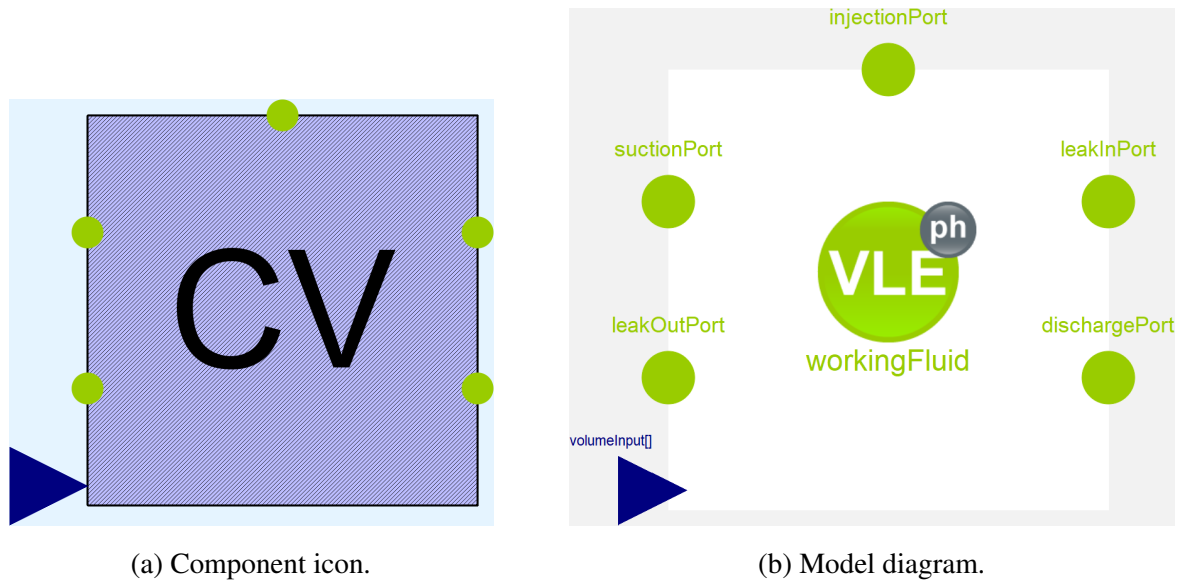 CV
(a) Component icon.
injectionPort
suctionPort
leakInPort
ph
VLE
leakOutPort
dischargePort
workingFluid
volumeInput[]
(b) Model diagram.